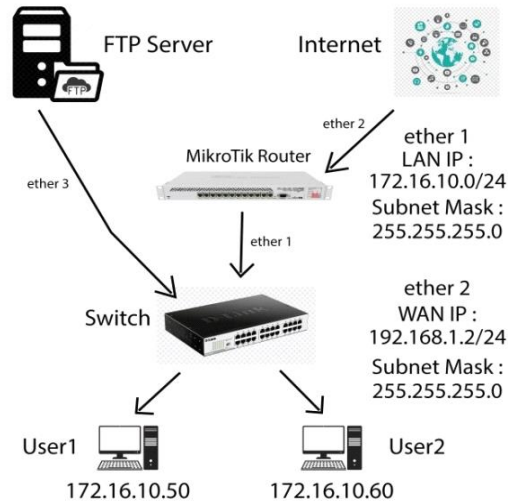 FTP Server
Internet
FTP
ether 2
MikroTik Router
ether 3
ether 1
LAN IP :
172.16.10.0/24
Subnet Mask :
255.255.255.0
ether 1
Switch
D-Link
ether 2
WAN IP :
192.168.1.2/24
Subnet Mask :
255.255.255.0
User1
User2
172.16.10.50
172.16.10.60